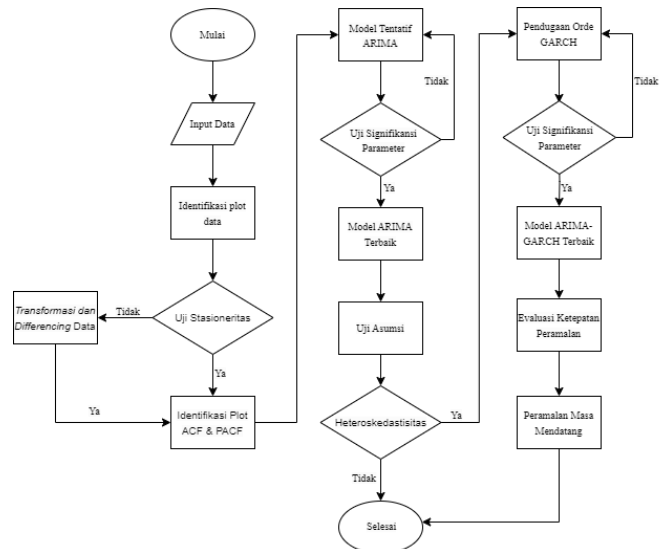 Mulai
Input Data
Identifikasi plot
data
Uji Stasioneritas
Tidak
Transformasi dan
Differencing Data
Ya
Ya
Identifikasi Plot
ACF & PACF
Model Tentatif
ARIMA
Tidak
Uji Signifikansi
Parameter
Ya
Model ARIMA
Terbaik
Uji Asumsi
Heteroskedastisitas
Ya
Tidak
Selesai
Pendugaan Orde
GARCH
Tidak
Uji Signifikansi
Parameter
Ya
Model ARIMA-
GARCH Terbaik
Evaluasi Ketepatan
Peramalan
Peramalan Masa
Mendatang